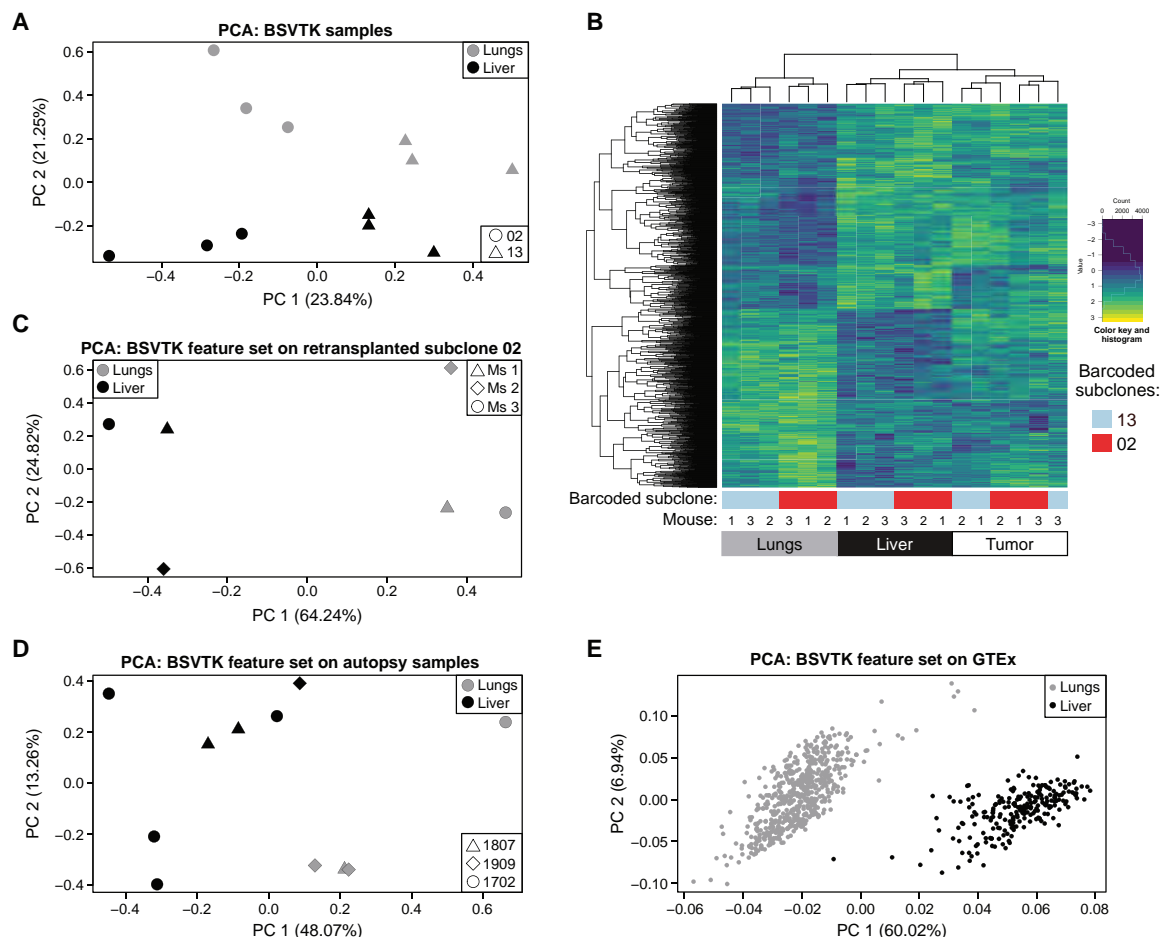 A
PCA: BSVTK samples
Lungs
Liver
0.6
0.4
0.2
0.0
−0.2
PC 2 (21.25%)
02
13
−0.4
−0.2
0.0
0.2
0.4
PC 1 (23.84%)
B
Count
0 2000 4000
Value
−3
−2
−1
0
1
2
3
Color key and
histogram
Barcoded
subclones:
13
02
Barcoded subclone:
Mouse: 1 3 2 3 1 2 1 2 3 3 2 1 2 1 2 1 3 3
Lungs Liver Tumor
C
PCA: BSVTK feature set on retransplanted subclone 02
Lungs
Liver
Ms 1
Ms 2
Ms 3
0.6
0.4
0.2
0.0
−0.2
−0.4
−0.6
PC 2 (24.82%)
−0.4
−0.2
0.0
0.2
0.4
PC 1 (64.24%)
D
PCA: BSVTK feature set on autopsy samples
Lungs
Liver
0.4
0.2
0.0
−0.2
−0.4
PC 2 (13.26%)
1807
1909
1702
−0.4
−0.2
0.0
0.2
0.4
0.6
PC 1 (48.07%)
E
PCA: BSVTK feature set on GTEx
Lungs
Liver
0.10
0.05
0.00
−0.05
−0.10
PC 2 (6.94%)
−0.06
−0.04
−0.02
0.00
0.02
0.04
0.06
0.08
PC 1 (60.02%)